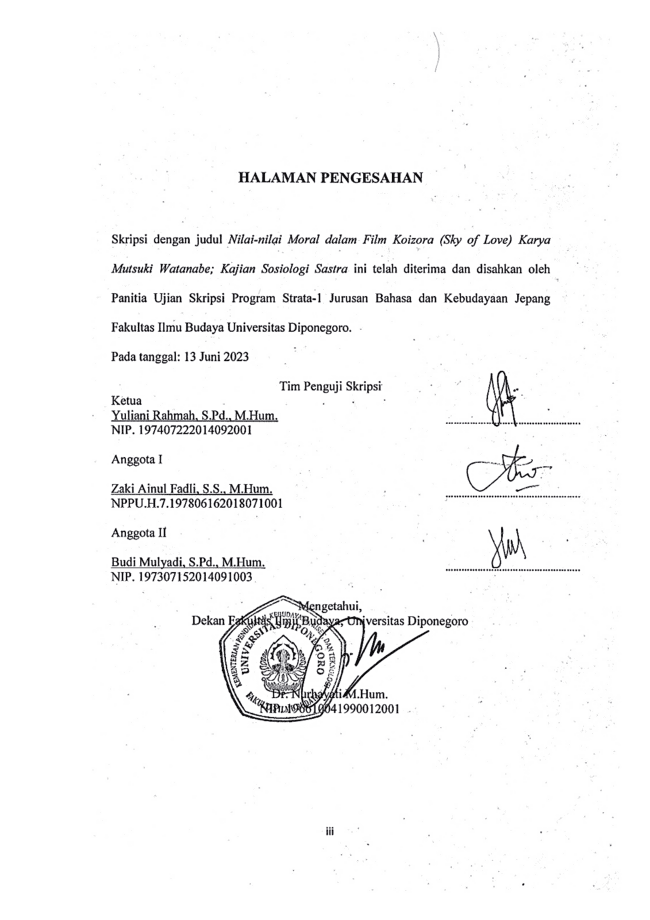 HALAMAN PENGESAHAN
Skripsi dengan judul Nilai-nilai Moral dalam Film Koizora (Sky of Love) Karya
Mutsuki Watanabe; Kajian Sosiologi Sastra ini telah diterima dan disahkan oleh
Panitia Ujian Skripsi Program Strata-1 Jurusan Bahasa dan Kebudayaan Jepang
Fakultas Ilmu Budaya Universitas Diponegoro.
Pada tanggal: 13 Juni 2023
Tim Penguji Skripsi
Ketua
Yuliani Rahmah, S.Pd., M.Hum.
NIP. 197407222014092001
Anggota I
Zaki Ainul Fadli, S.S., M.Hum.
NPPU.H.7.197806162018071001
Anggota II
Budi Mulyadi, S.Pd., M.Hum.
NIP. 197307152014091003
Mengetahui,
Dekan Fakultas Ilmu Budaya, Universitas Diponegoro
UNIVERSITAS DIPONEGORO
Dr. Nurhayati M.Hum.
NIP. 196610041990012001
iii